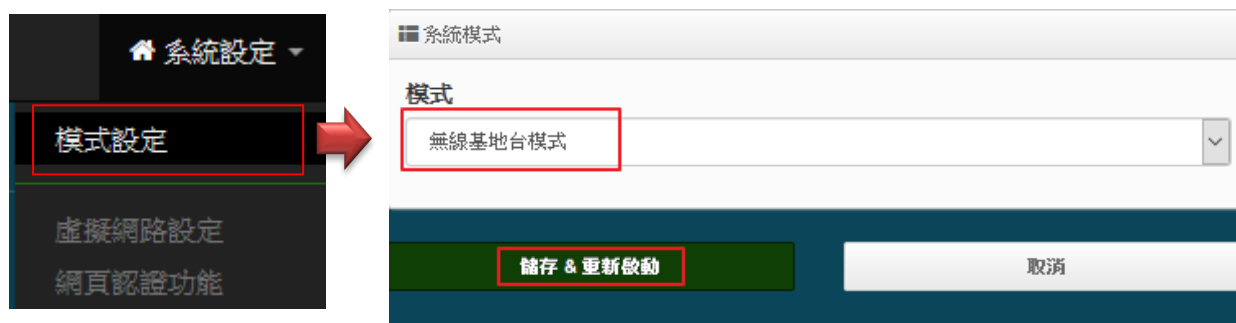 系統設定
模式設定
虛擬網路設定
網頁認證功能
系統模式
模式
無線基地台模式
儲存 & 重新啟動
取消